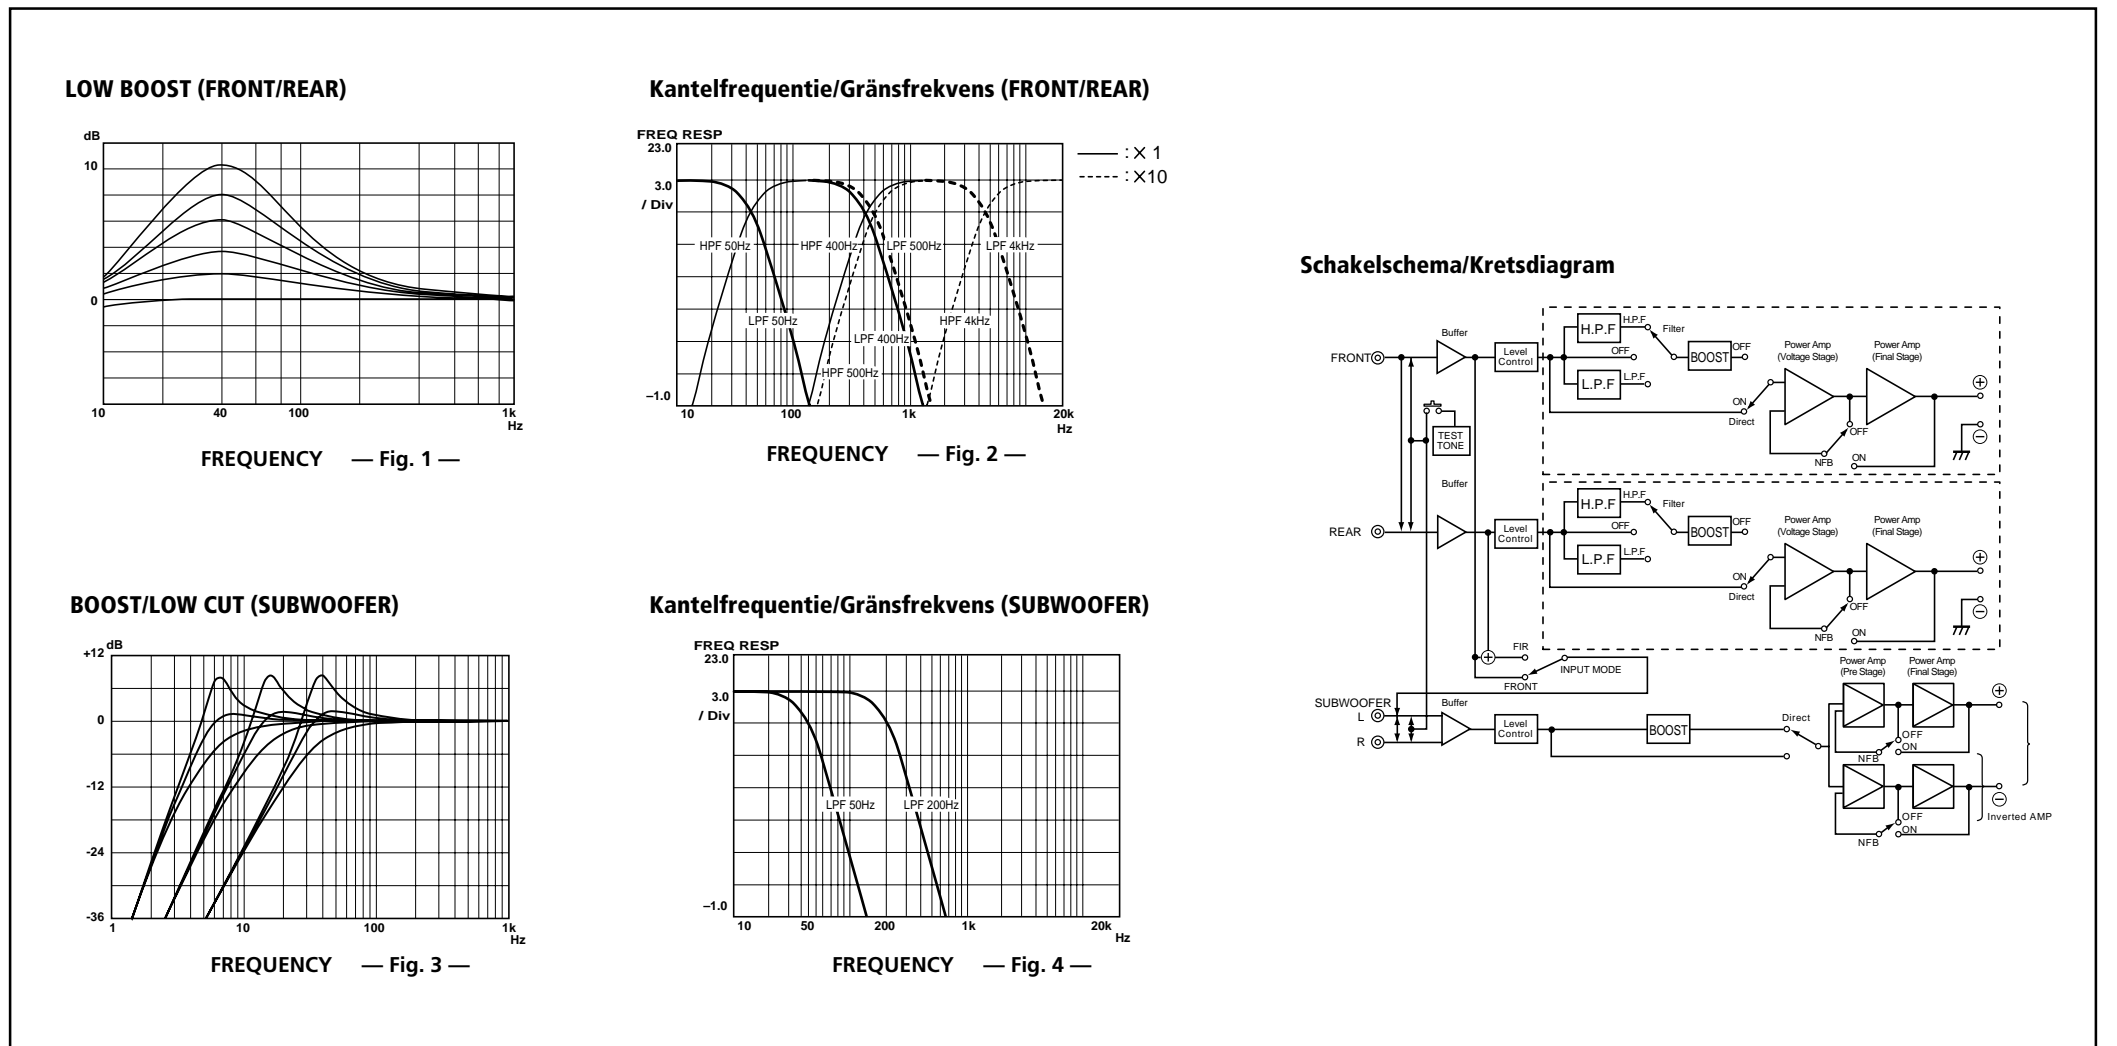 LOW BOOST (FRONT/REAR)
dB
10
0
10
40
100
1k
Hz
FREQUENCY — Fig. 1 —
Kantelfrequentie/Gränsfrekvens (FRONT/REAR)
FREQ RESP
23.0
3.0
/ Div
–1.0
: X 1
: X10
HPF 50Hz
HPF 400Hz
LPF 500Hz
LPF 4kHz
LPF 50Hz
HPF 4kHz
LPF 400Hz
HPF 500Hz
10
100
1k
20k
Hz
FREQUENCY — Fig. 2 —
BOOST/LOW CUT (SUBWOOFER)
dB
+12
0
-12
-24
-36
1
10
100
1k
Hz
FREQUENCY — Fig. 3 —
Kantelfrequentie/Gränsfrekvens (SUBWOOFER)
FREQ RESP
23.0
3.0
/ Div
–1.0
LPF 50Hz
LPF 200Hz
10
50
200
1k
20k
Hz
FREQUENCY — Fig. 4 —
Schakelschema/Kretsdiagram
FRONT
Buffer
Level
Control
H.P.F
H.P.F
Filter
OFF
L.P.F
L.P.F
BOOST
OFF
Power Amp
(Voltage Stage)
Power Amp
(Final Stage)
ON
Direct
OFF
NFB
ON
+
−
TEST
TONE
REAR
Buffer
Level
Control
H.P.F
H.P.F
Filter
OFF
L.P.F
L.P.F
BOOST
OFF
Power Amp
(Voltage Stage)
Power Amp
(Final Stage)
ON
Direct
OFF
NFB
ON
+
−
+
FIR
INPUT MODE
FRONT
SUBWOOFER
L
R
Buffer
Level
Control
BOOST
Direct
Power Amp
(Pre Stage)
Power Amp
(Final Stage)
+
OFF
ON
NFB
−
OFF
ON
NFB
Inverted AMP